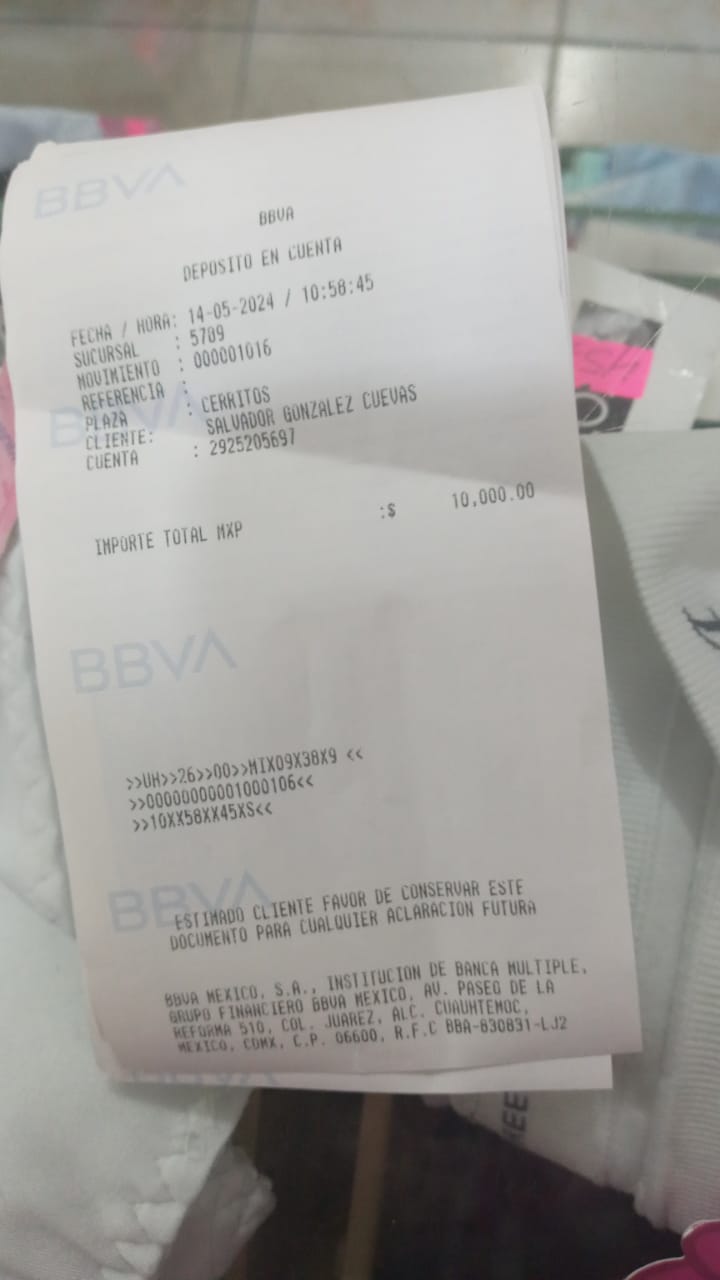 BBVA
BBVA
DEPOSITO EN CUENTA
FECHA / HORA: 14-05-2024 / 10:58:45
SUCURSAL : 5709
MOVIMIENTO : 000001016
REFERENCIA :
PLAZA : CERRITOS
CLIENTE: SALVADOR GONZALEZ CUEVAS
CUENTA : 2925205697
BBVA
IMPORTE TOTAL MXP :$ 10,000.00
BBVA
>>UH>>26>>00>>MIX09X38X9 <<
>>00000000001000106<<
>>10XX58XX45XS<<
BBVA
ESTIMADO CLIENTE FAVOR DE CONSERVAR ESTE
DOCUMENTO PARA CUALQUIER ACLARACION FUTURA
BBVA MEXICO, S.A., INSTITUCION DE BANCA MULTIPLE,
GRUPO FINANCIERO BBVA MEXICO, AV. PASEO DE LA
REFORMA 510, COL. JUAREZ, ALC. CUAUHTEMOC,
MEXICO, CDMX, C.P. 06600, R.F.C BBA-830831-LJ2
BBVA